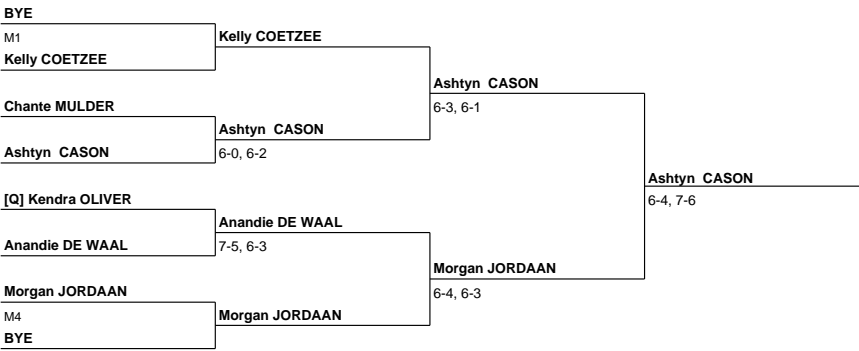 BYE
M1
Kelly COETZEE
Kelly COETZEE
Chante MULDER
Ashtyn CASON
Ashtyn CASON
6-0, 6-2
Ashtyn CASON
6-3, 6-1
[Q] Kendra OLIVER
Anandie DE WAAL
Anandie DE WAAL
7-5, 6-3
Morgan JORDAAN
M4
BYE
Morgan JORDAAN
Morgan JORDAAN
6-4, 6-3
Ashtyn CASON
6-4, 7-6